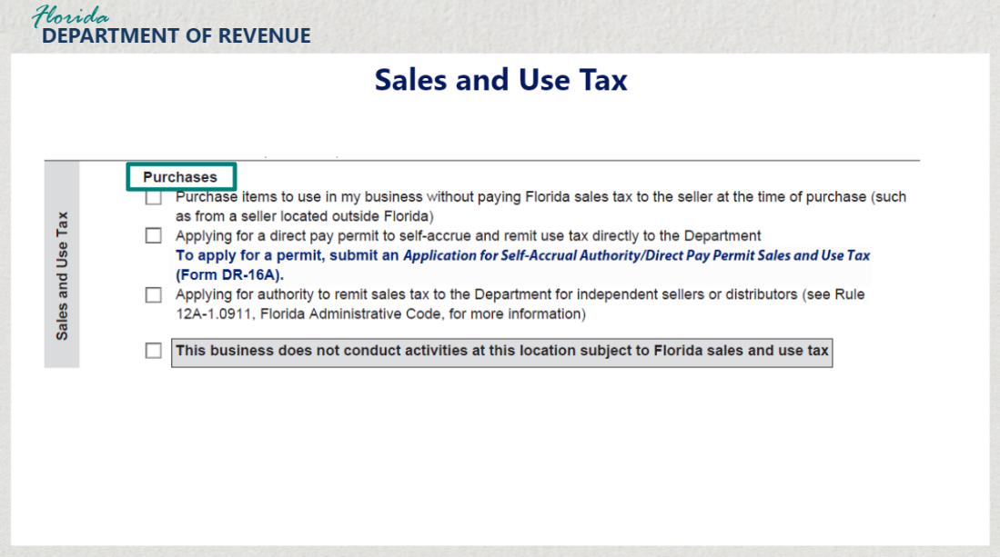 Florida
DEPARTMENT OF REVENUE
Sales and Use Tax
Sales and Use Tax
Purchases
Purchase items to use in my business without paying Florida sales tax to the seller at the time of purchase (such
as from a seller located outside Florida)
Applying for a direct pay permit to self-accrue and remit use tax directly to the Department
To apply for a permit, submit an Application for Self-Accrual Authority/Direct Pay Permit Sales and Use Tax
(Form DR-16A).
Applying for authority to remit sales tax to the Department for independent sellers or distributors (see Rule
12A-1.0911, Florida Administrative Code, for more information)
This business does not conduct activities at this location subject to Florida sales and use tax